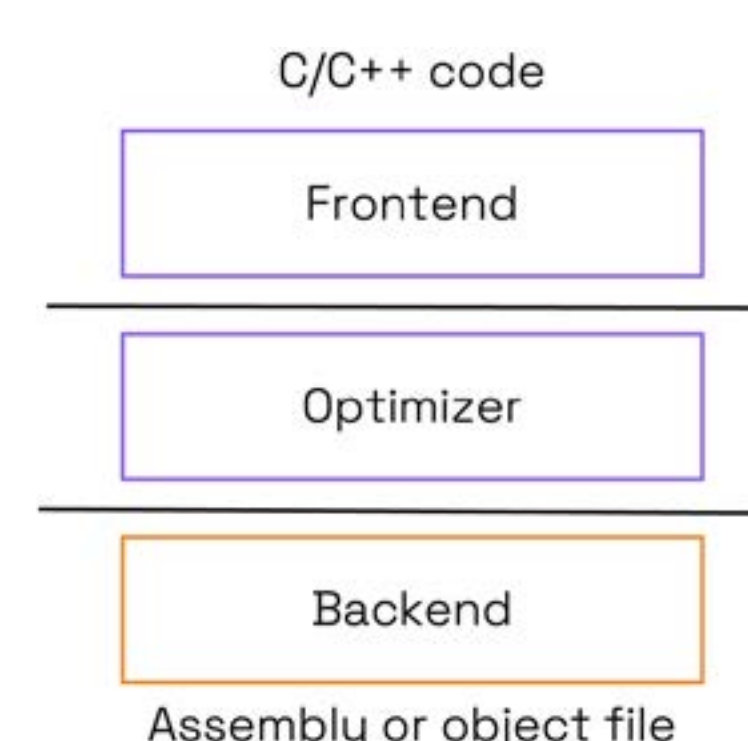 C/C++ code
Frontend
Optimizer
Backend
Assembly or object file